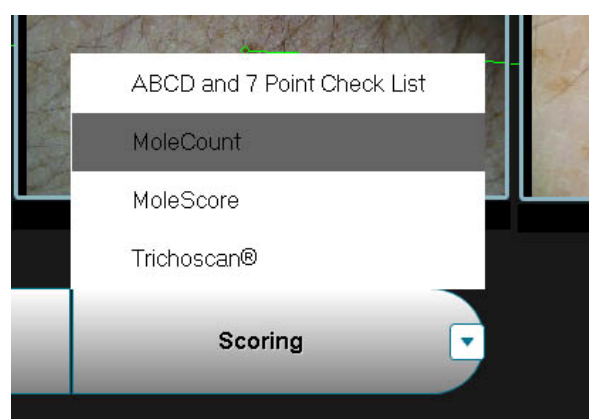 ABCD and 7 Point Check List
MoleCount
MoleScore
Trichoscan®
Scoring